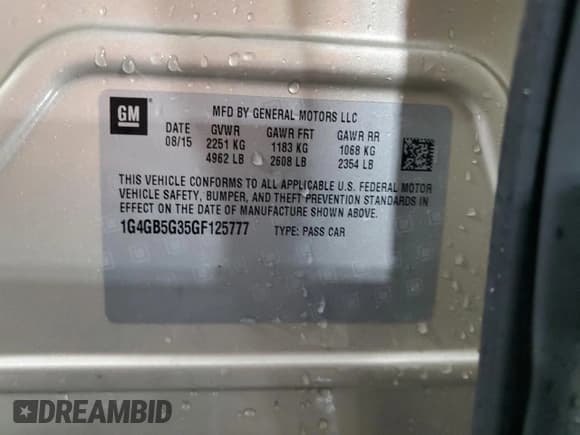 GM
MFD BY GENERAL MOTORS LLC
DATE GVWR GAWR FRT GAWR RR
08/15 2251 KG 1183 KG 1068 KG
4962 LB 2608 LB 2354 LB
THIS VEHICLE CONFORMS TO ALL APPLICABLE U.S. FEDERAL MOTOR
VEHICLE SAFETY, BUMPER, AND THEFT PREVENTION STANDARDS IN
EFFECT ON THE DATE OF MANUFACTURE SHOWN ABOVE.
1G4GB5G35GF125777 TYPE: PASS CAR
DREAMBID